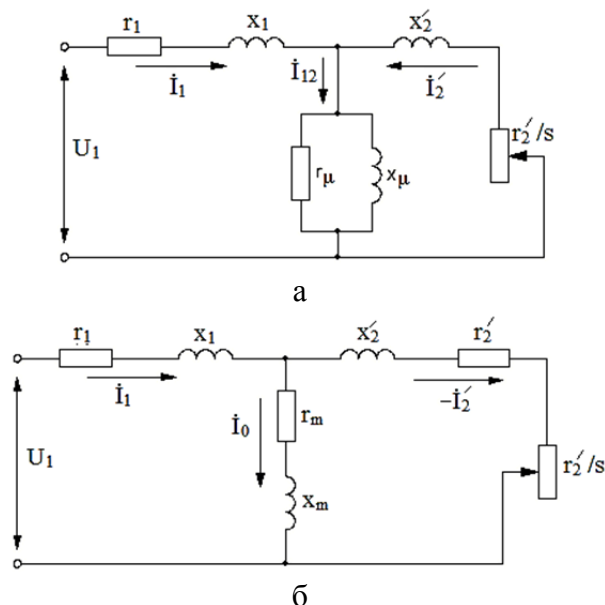 r₁ x₁ x₂′
İ₁ İ₁₂ İ₂′
U₁ r₂′/s
rμ xμ
а
r₁ x₁ x₂′ r₂′
İ₁ −İ₂′
İ₀ rₘ
U₁ r₂′/s
xₘ
б